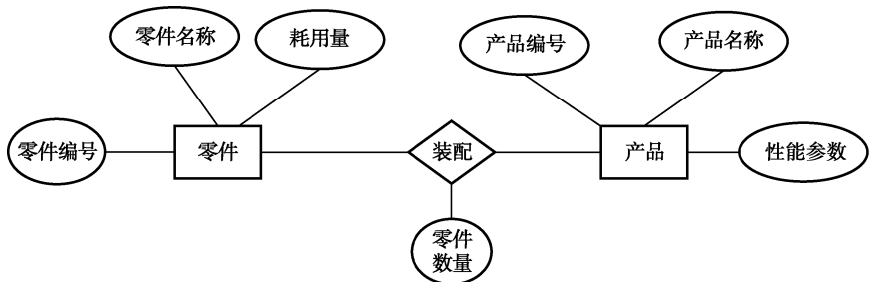 零件名称
耗用量
产品编号
产品名称
零件编号
零件
装配
产品
性能参数
零件
数量